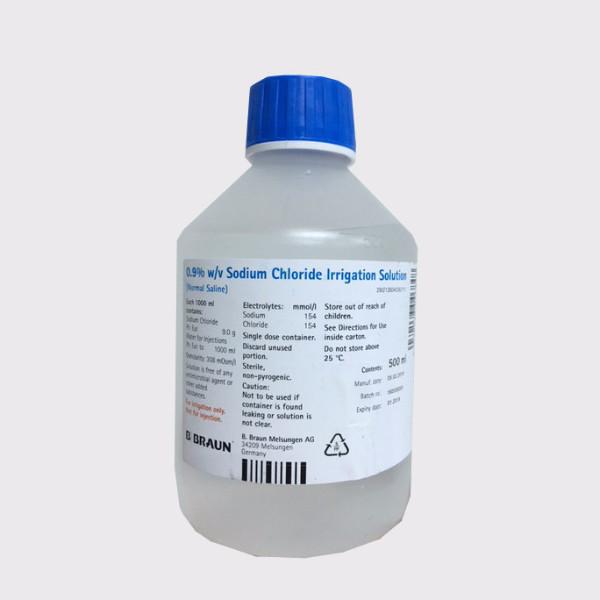 0.9% w/v Sodium Chloride Irrigation Solution
(Normal Saline)
Each 1000 ml
contains:
Sodium Chloride
Ph. Eur. 9.0 g
Water for Injections
Ph. Eur. to 1000 ml
Osmolarity: 308 mOsm/l
Solution is free of any
antimicrobial agent or
other added
substances.
For irrigation only.
Not for injection.
B BRAUN
Electrolytes: mmol/l
Sodium 154
Chloride 154
Single dose container.
Discard unused
portion.
Sterile,
non-pyrogenic.
Caution:
Not to be used if
container is found
leaking or solution is
not clear.
B. Braun Melsungen AG
34209 Melsungen
Germany
Store out of reach of
children.
See Directions for Use
inside carton.
Do not store above
25 °C.
Contents: 500 ml
Manuf. date:
Batch no.:
Expiry date: